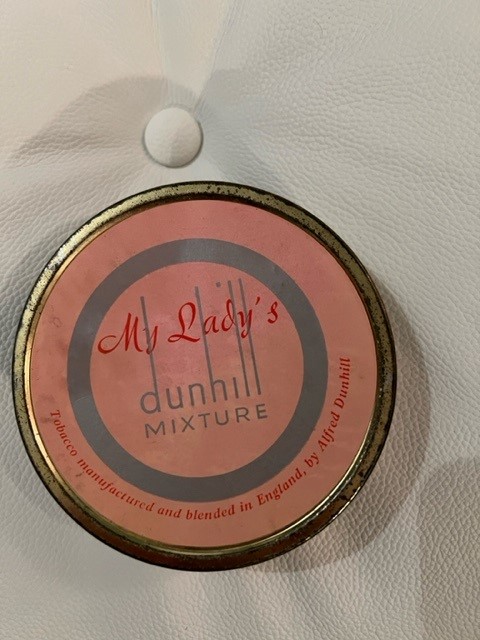 My Lady's
dunhill
MIXTURE
Tobacco manufactured and blended in England, by Alfred Dunhill